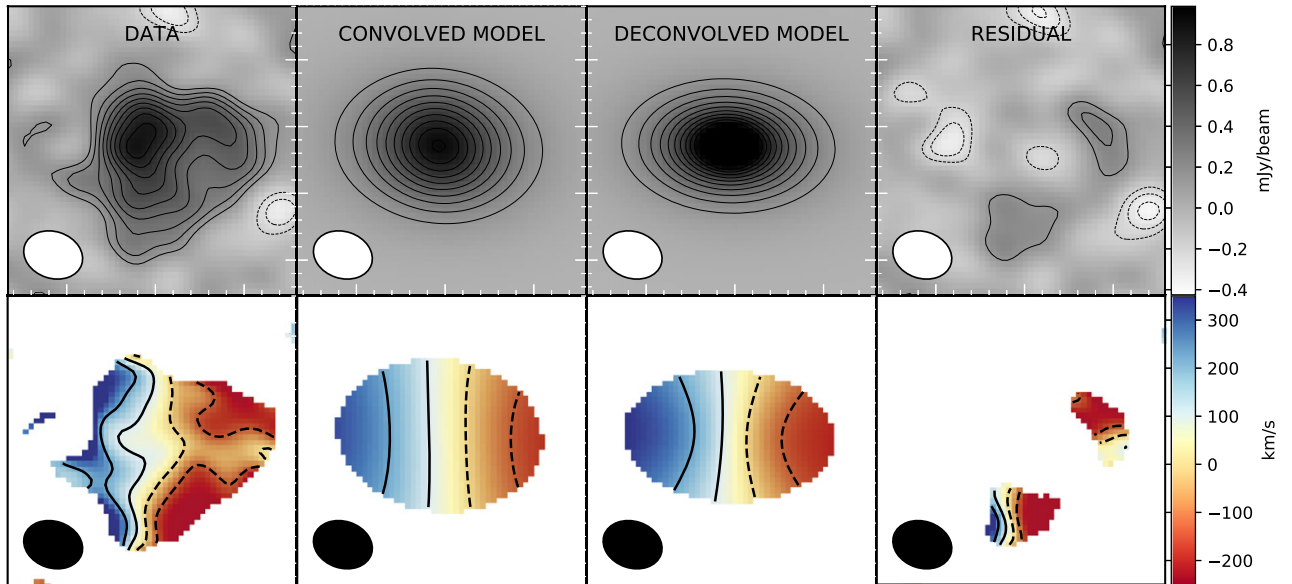 DATA
CONVOLVED MODEL
DECONVOLVED MODEL
RESIDUAL
0.8
0.6
0.4
0.2
0.0
−0.2
−0.4
mJy/beam
300
200
100
0
−100
−200
km/s